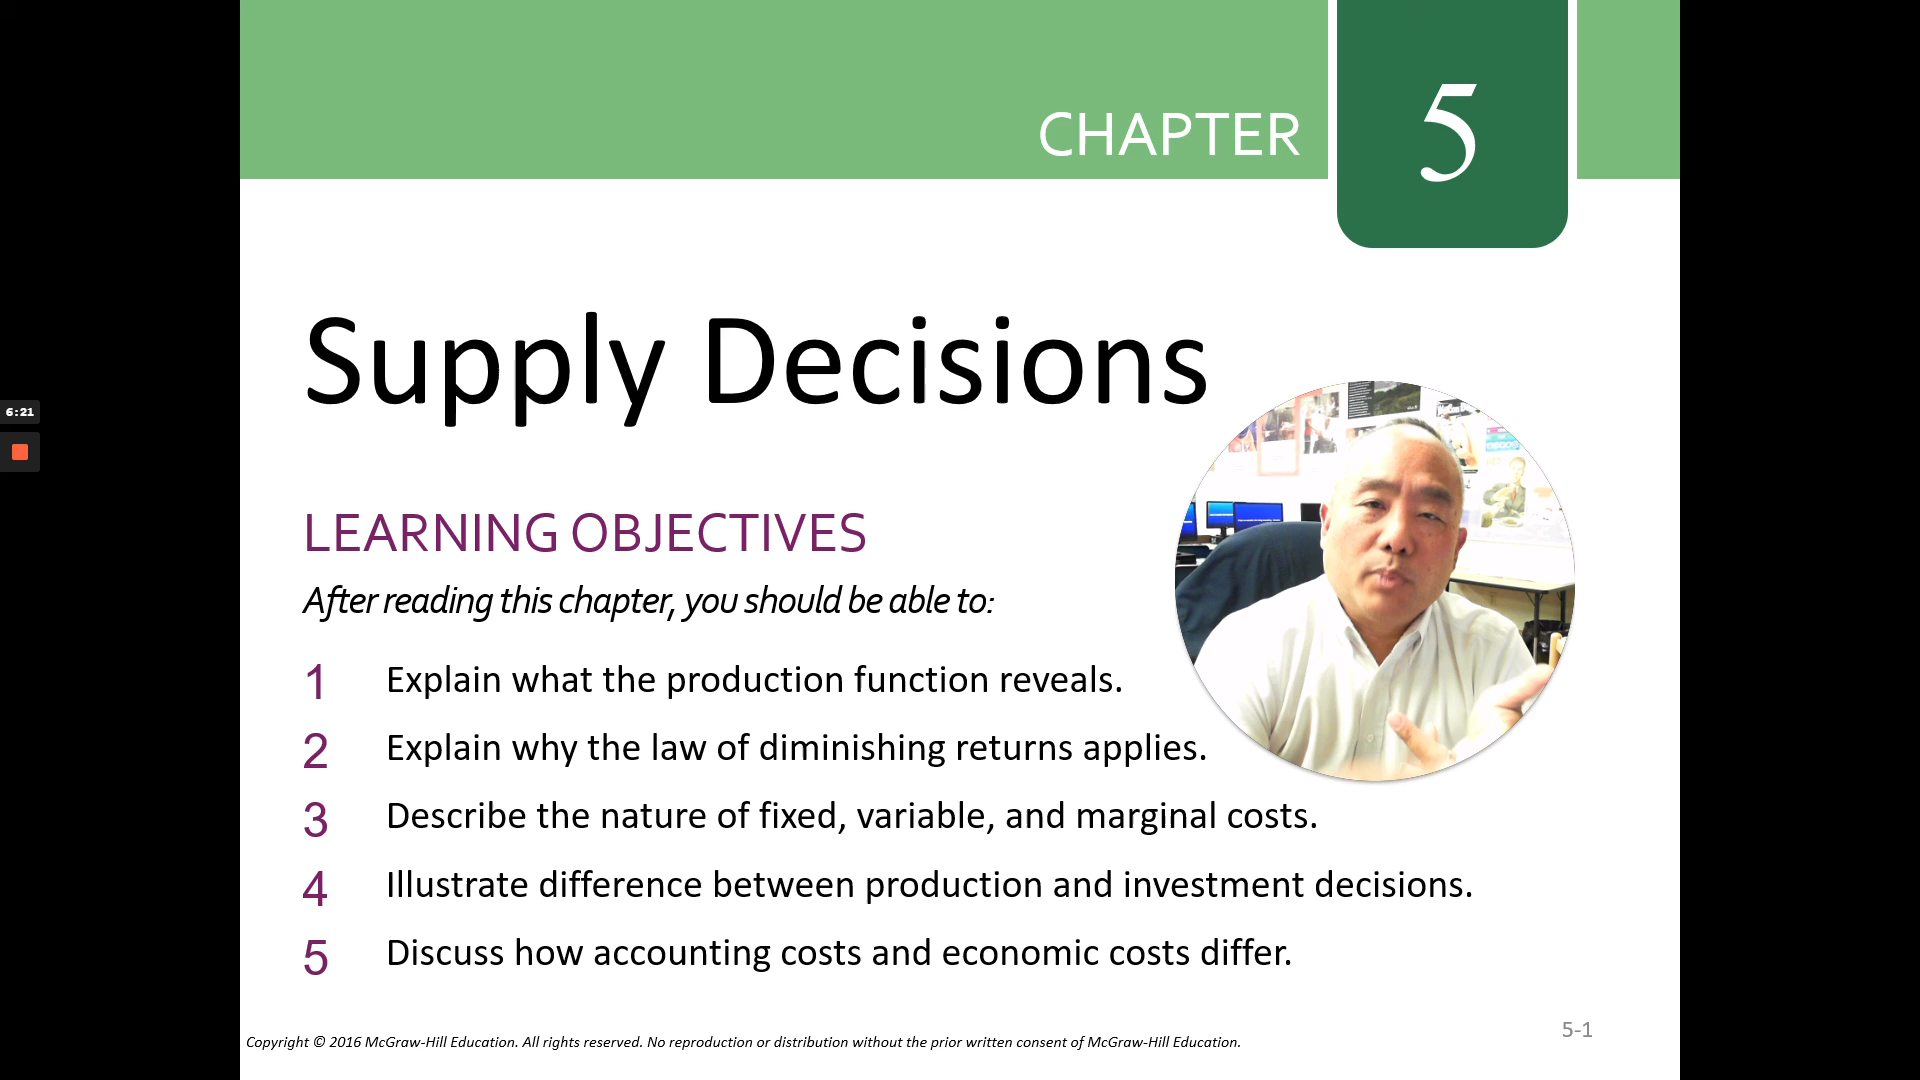 CHAPTER 5
6:21
Supply Decisions
LEARNING OBJECTIVES
After reading this chapter, you should be able to:
1 Explain what the production function reveals.
2 Explain why the law of diminishing returns applies.
3 Describe the nature of fixed, variable, and marginal costs.
4 Illustrate difference between production and investment decisions.
5 Discuss how accounting costs and economic costs differ.
5-1
Copyright © 2016 McGraw-Hill Education. All rights reserved. No reproduction or distribution without the prior written consent of McGraw-Hill Education.